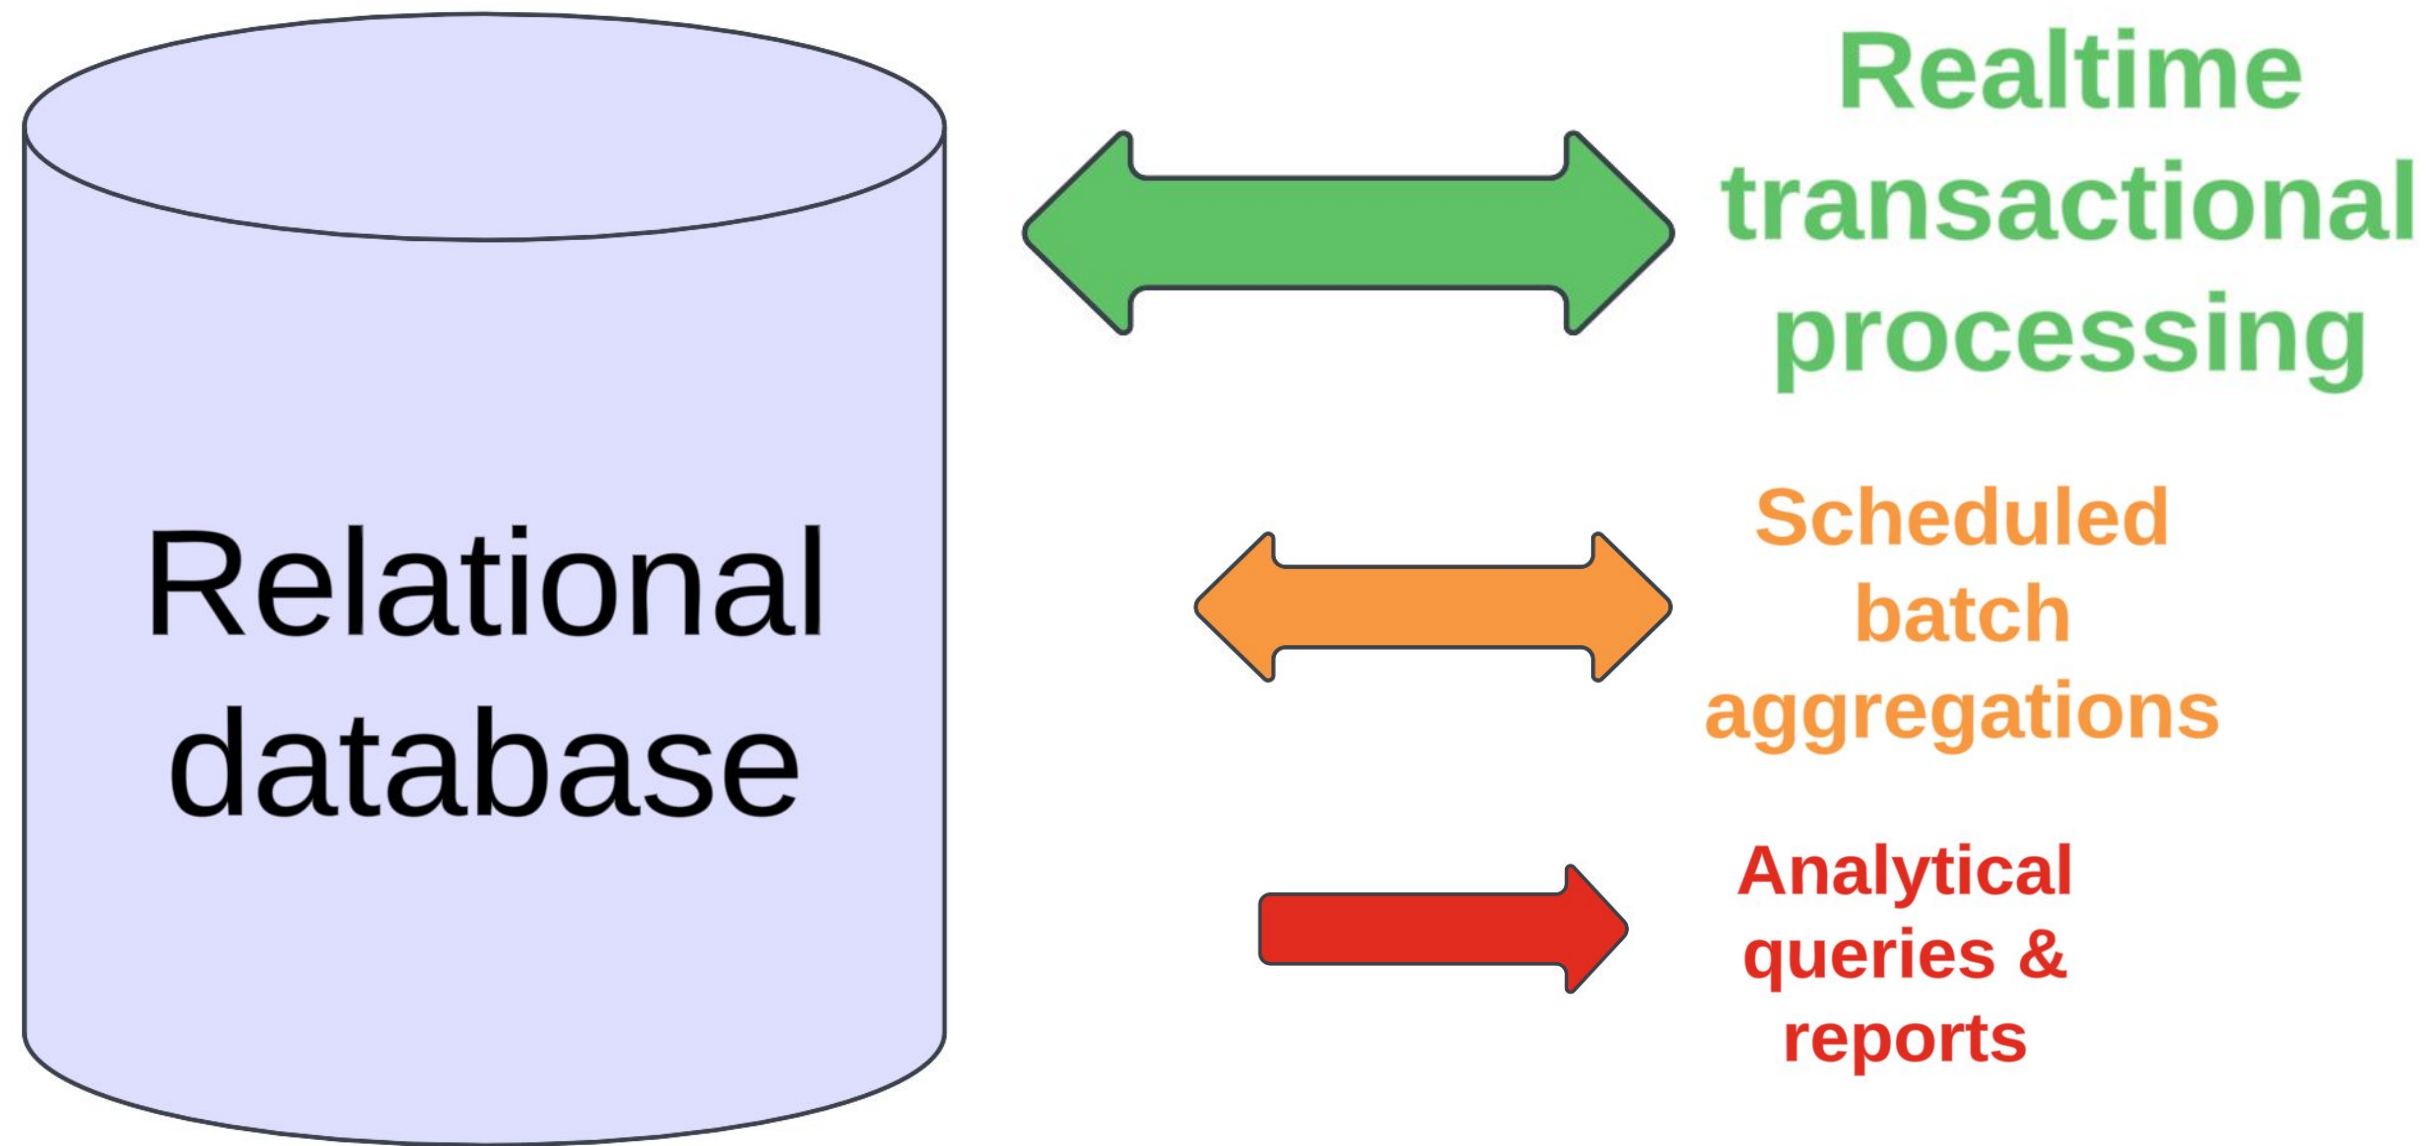 Relational
database
Realtime
transactional
processing
Scheduled
batch
aggregations
Analytical
queries &
reports